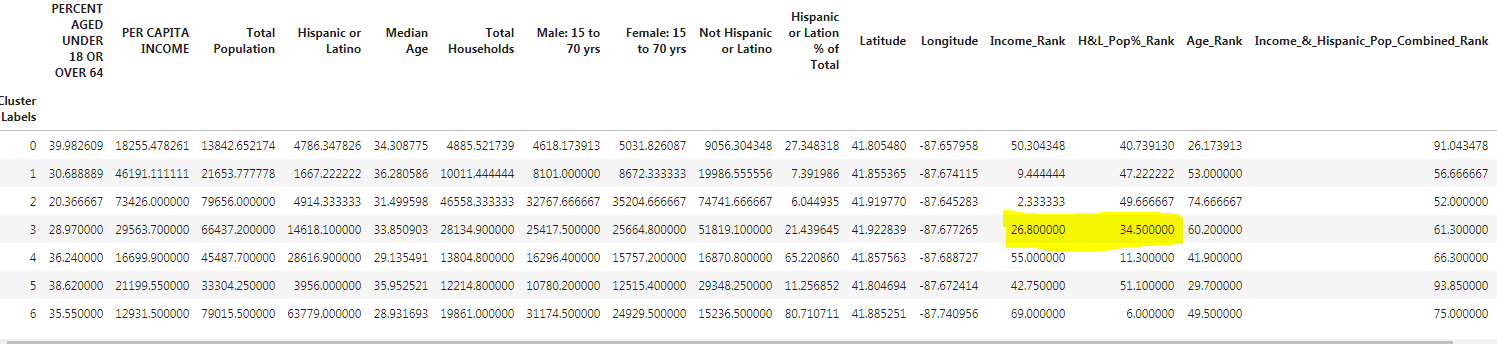 PERCENT AGED UNDER 18 OR OVER 64 PER CAPITA INCOME Total Population Hispanic or Latino Median Age Total Households Male: 15 to 70 yrs Female: 15 to 70 yrs Not Hispanic or Latino Hispanic or Lation % of Total Latitude Longitude Income_Rank H&L_Pop%_Rank Age_Rank Income_&_Hispanic_Pop_Combined_Rank
Cluster Labels
0 39.982609 18255.478261 13842.652174 4786.347826 34.308775 4885.521739 4618.173913 5031.826087 9056.304348 27.348318 41.805480 -87.657958 50.304348 40.739130 26.173913 91.043478
1 30.688889 46191.111111 21653.777778 1667.222222 36.280586 10011.444444 8101.000000 8672.333333 19986.555556 7.391986 41.855365 -87.674115 9.444444 47.222222 53.000000 56.666667
2 20.366667 73426.000000 79656.000000 4914.333333 31.499598 46558.333333 32767.666667 35204.666667 74741.666667 6.044935 41.919770 -87.645283 2.333333 49.666667 74.666667 52.000000
3 28.970000 29563.700000 66437.200000 14618.100000 33.850903 28134.900000 25417.500000 25664.800000 51819.100000 21.439645 41.922839 -87.677265 26.800000 34.500000 60.200000 61.300000
4 36.240000 16699.900000 45487.700000 28616.900000 29.135491 13804.800000 16296.400000 15757.200000 16870.800000 65.220860 41.857563 -87.688727 55.000000 11.300000 41.900000 66.300000
5 38.620000 21199.550000 33304.250000 3956.000000 35.952521 12214.800000 10780.200000 12515.400000 29348.250000 11.256852 41.804694 -87.672414 42.750000 51.100000 29.700000 93.850000
6 35.550000 12931.500000 79015.500000 63779.000000 28.931693 19861.000000 31174.500000 24929.500000 15236.500000 80.710711 41.885251 -87.740956 69.000000 6.000000 49.500000 75.000000